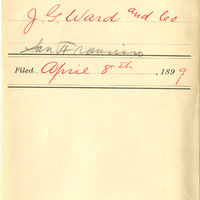 J. G. Ward and Co
San Francisco
Filed April 8th, 1899